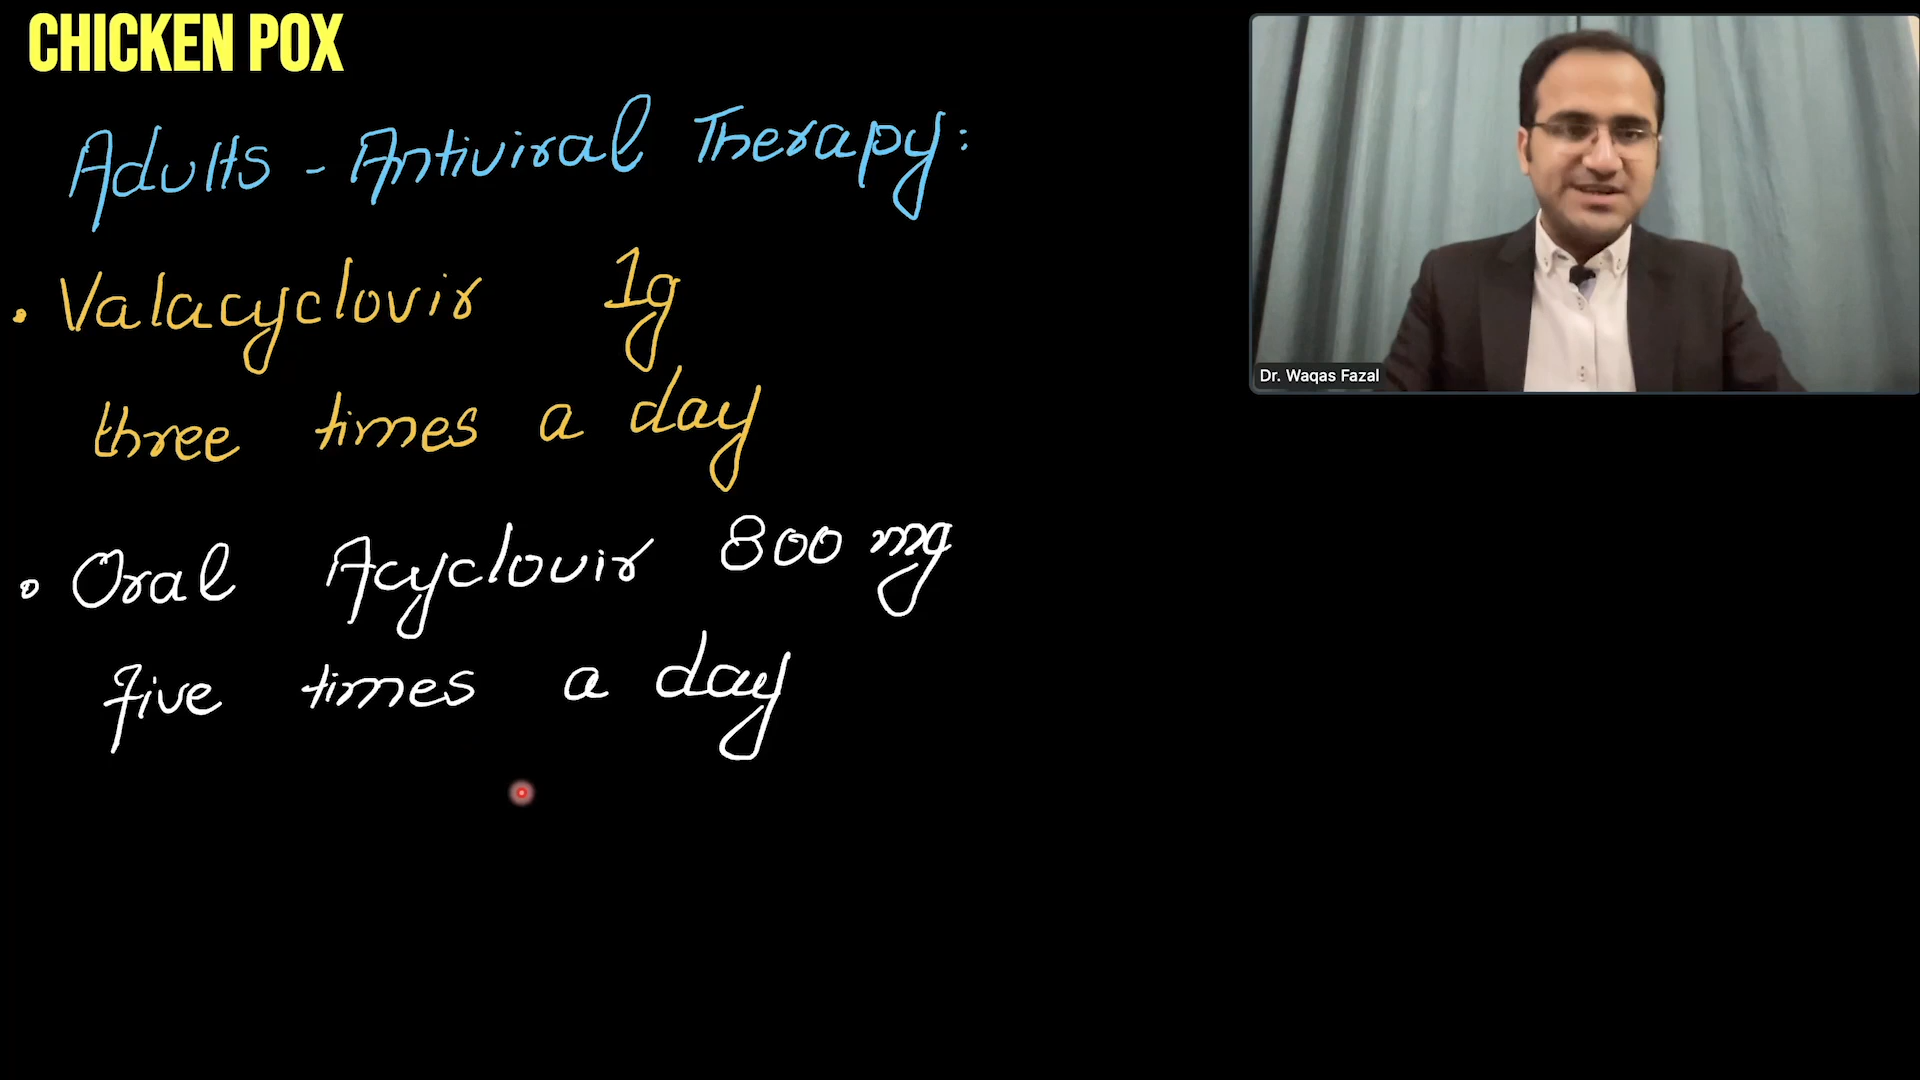 CHICKEN POX
Adults - Antiviral Therapy:
• Valacyclovir 1g
three times a day
• Oral Acyclovir 800 mg
five times a day
Dr. Waqas Fazal